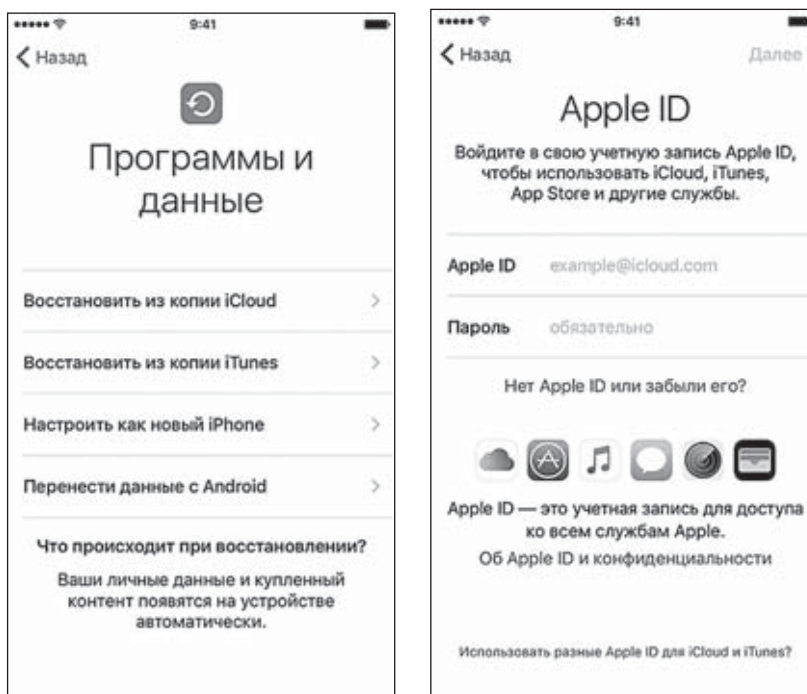 9:41
Назад
Программы и
данные
Восстановить из копии iCloud
Восстановить из копии iTunes
Настроить как новый iPhone
Перенести данные с Android
Что происходит при восстановлении?
Ваши личные данные и купленный
контент появятся на устройстве
автоматически.
9:41
Назад
Далее
Apple ID
Войдите в свою учетную запись Apple ID,
чтобы использовать iCloud, iTunes,
App Store и другие службы.
Apple ID example@icloud.com
Пароль обязательно
Нет Apple ID или забыли его?
Apple ID — это учетная запись для доступа
ко всем службам Apple.
Об Apple ID и конфиденциальности
Использовать разные Apple ID для iCloud и iTunes?